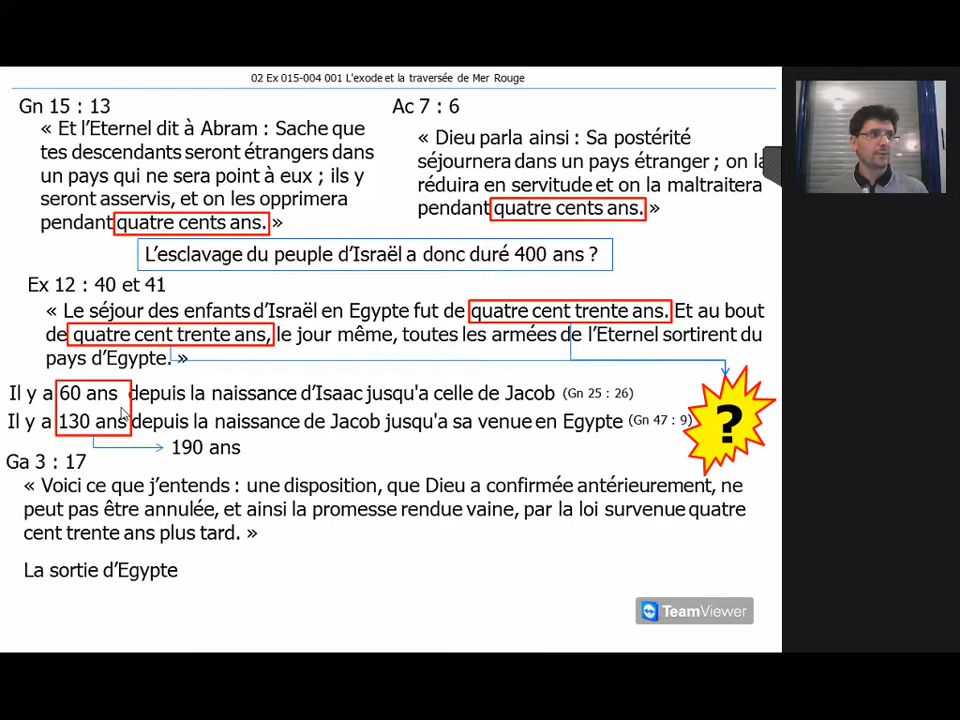 02 Ex 015-004 001 L'exode et la traversée de Mer Rouge
Gn 15 : 13
« Et l'Eternel dit à Abram : Sache que
tes descendants seront étrangers dans
un pays qui ne sera point à eux ; ils y
seront asservis, et on les opprimera
pendant quatre cents ans. »
Ac 7 : 6
« Dieu parla ainsi : Sa postérité
séjournera dans un pays étranger ; on la
réduira en servitude et on la maltraitera
pendant quatre cents ans. »
L'esclavage du peuple d'Israël a donc duré 400 ans ?
Ex 12 : 40 et 41
« Le séjour des enfants d'Israël en Egypte fut de quatre cent trente ans. Et au bout
de quatre cent trente ans, le jour même, toutes les armées de l'Eternel sortirent du
pays d'Egypte. »
Il y a 60 ans depuis la naissance d'Isaac jusqu'a celle de Jacob (Gn 25 : 26)
Il y a 130 ans depuis la naissance de Jacob jusqu'a sa venue en Egypte (Gn 47 : 9)
?
190 ans
Ga 3 : 17
« Voici ce que j'entends : une disposition, que Dieu a confirmée antérieurement, ne
peut pas être annulée, et ainsi la promesse rendue vaine, par la loi survenue quatre
cent trente ans plus tard. »
La sortie d'Egypte
TeamViewer